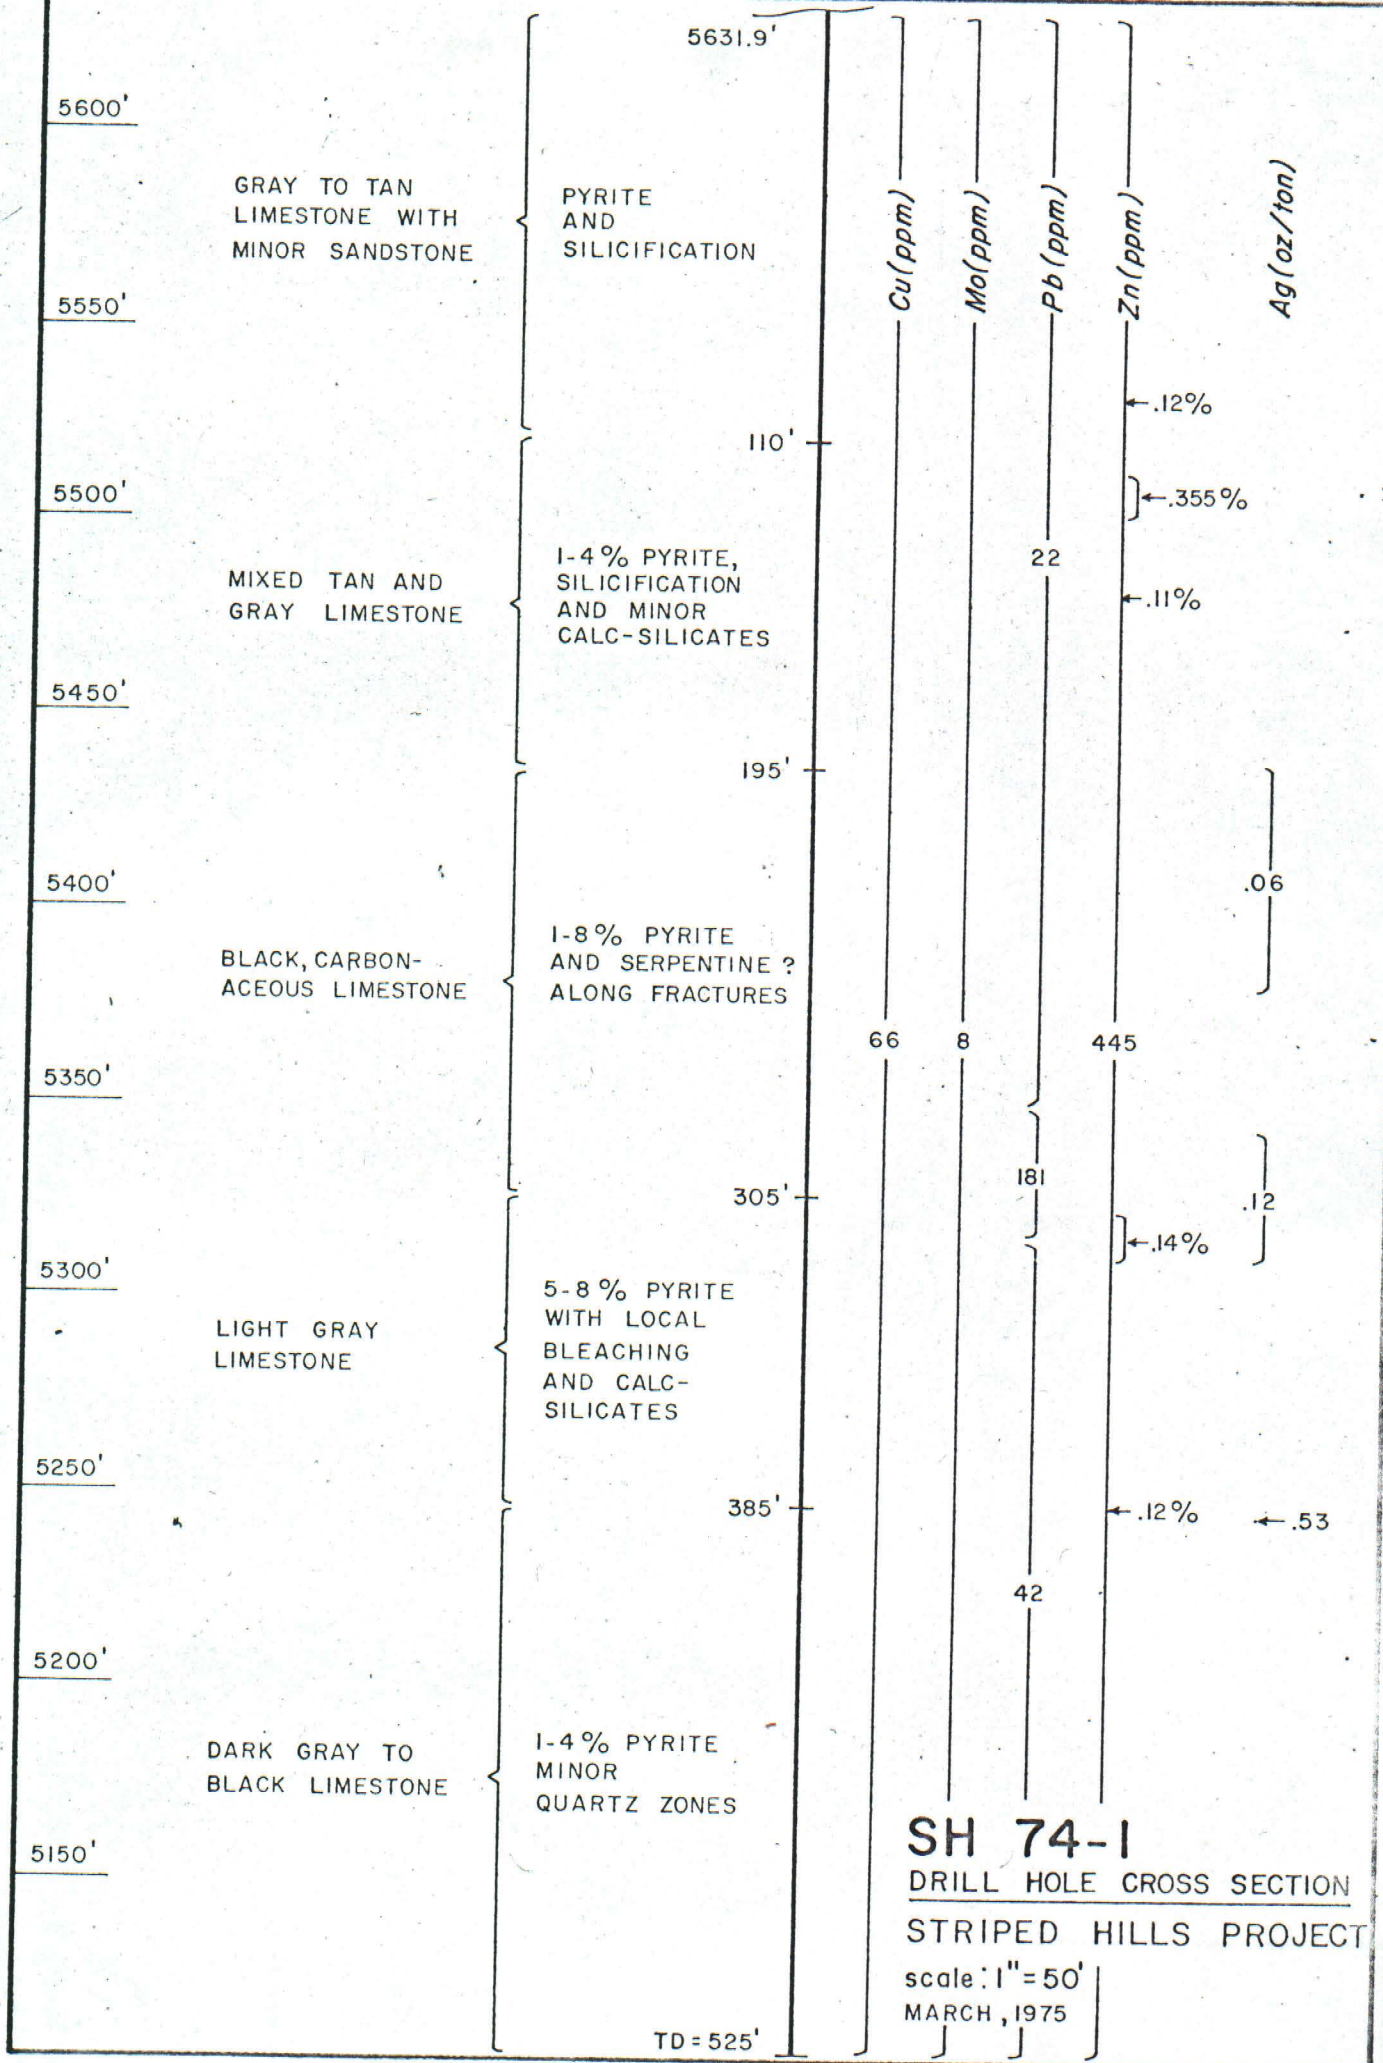 5631.9'
5600'
GRAY TO TAN
LIMESTONE WITH
MINOR SANDSTONE
PYRITE
AND
SILICIFICATION
Cu(ppm)
Mo(ppm)
Pb(ppm)
Zn(ppm)
Ag(oz/ton)
5550'
.12%
110'
5500'
.355%
MIXED TAN AND
GRAY LIMESTONE
1-4% PYRITE,
SILICIFICATION
AND MINOR
CALC-SILICATES
22
.11%
5450'
195'
5400'
.06
BLACK, CARBON-
ACEOUS LIMESTONE
1-8% PYRITE
AND SERPENTINE ?
ALONG FRACTURES
66
8
445
5350'
181
305'
.12
.14%
5300'
LIGHT GRAY
LIMESTONE
5-8% PYRITE
WITH LOCAL
BLEACHING
AND CALC-
SILICATES
5250'
385'
.12%
.53
42
5200'
DARK GRAY TO
BLACK LIMESTONE
1-4% PYRITE
MINOR
QUARTZ ZONES
5150'
SH 74-1
DRILL HOLE CROSS SECTION
STRIPED HILLS PROJECT
scale: 1"=50'
MARCH, 1975
TD=525'